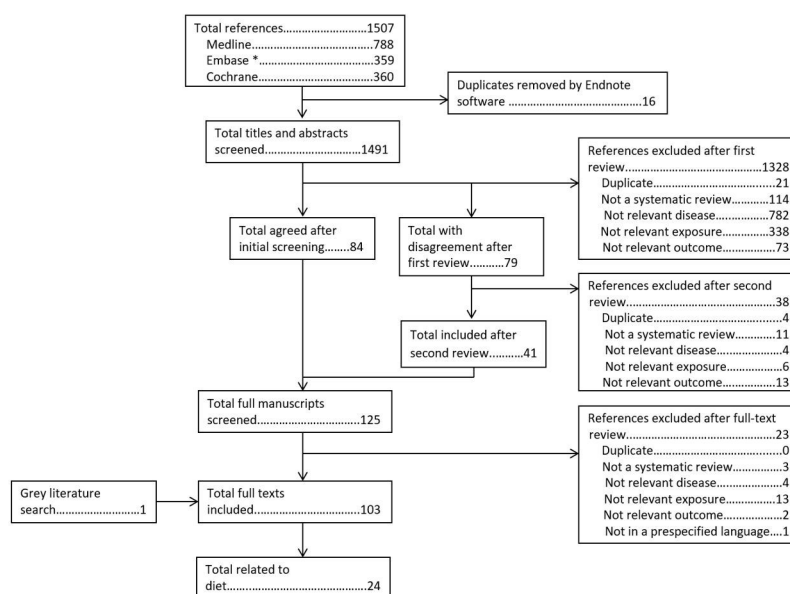 Total references……………………1507
Medline…………………788
Embase *………………359
Cochrane………………360
Duplicates removed by Endnote
software …………………………….16
Total titles and abstracts
screened…………………………1491
References excluded after first
review……………………………….1328
Duplicate…………………………21
Not a systematic review…………114
Not relevant disease…………782
Not relevant exposure………338
Not relevant outcome…………73
Total agreed after
initial screening……..84
Total with
disagreement after
first review…………79
References excluded after second
review…………………………………38
Duplicate……………………………4
Not a systematic review…………11
Not relevant disease………………4
Not relevant exposure……………6
Not relevant outcome……………13
Total included after
second review………..41
Total full manuscripts
screened…………………………125
References excluded after full-text
review…………………………………23
Duplicate……………………………0
Not a systematic review……………3
Not relevant disease………………4
Not relevant exposure……………13
Not relevant outcome………………2
Not in a prespecified language….1
Grey literature
search……………………….1
Total full texts
included…………………………103
Total related to
diet………………………………24